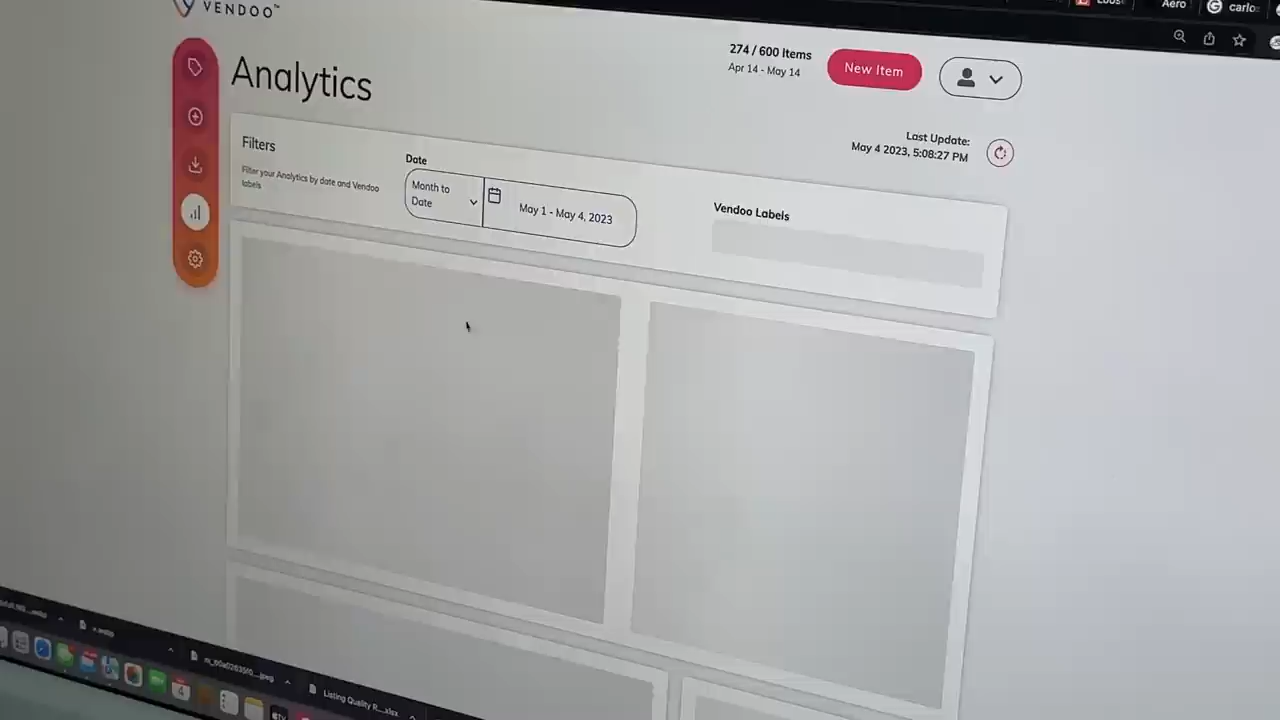 Aero
carlo
VENDOO™
274 / 600 Items
Apr 14 - May 14
New Item
Analytics
Last Update:
May 4 2023, 5:08:27 PM
Filters
Filter your Analytics by date and Vendoo
labels
Date
Month to
Date
May 1 - May 4, 2023
Vendoo Labels
4
Listing Quality R....xlsx